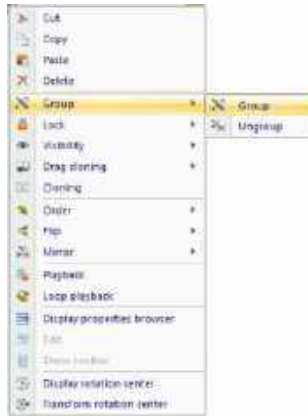 Cut
Copy
Paste
Delete
Group
Group
Lock
Ungroup
Visibility
Drag cloning
Cloning
Order
Flip
Mirror
Playback
Loop playback
Display properties browser
Edit
Display rotation center
Transform rotation center